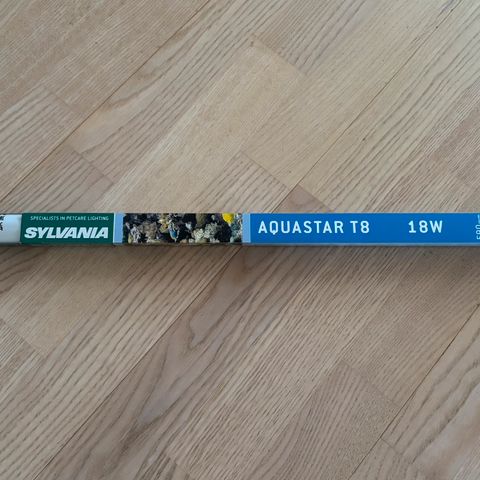 SPECIALISTS IN PETCARE LIGHTING
SYLVANIA
AQUASTAR T8 18W